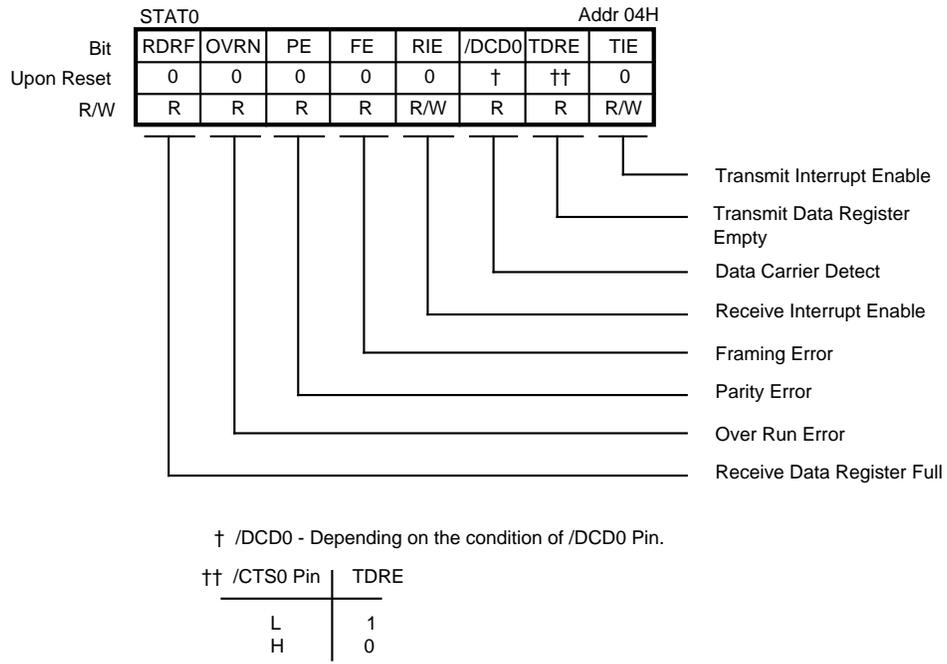 STAT0 Addr 04H
Bit RDRF OVRN PE FE RIE /DCD0 TDRE TIE
Upon Reset 0 0 0 0 0 † †† 0
R/W R R R R R/W R R R/W
Transmit Interrupt Enable
Transmit Data Register
Empty
Data Carrier Detect
Receive Interrupt Enable
Framing Error
Parity Error
Over Run Error
Receive Data Register Full
† /DCD0 - Depending on the condition of /DCD0 Pin.
†† /CTS0 Pin TDRE
L 1
H 0